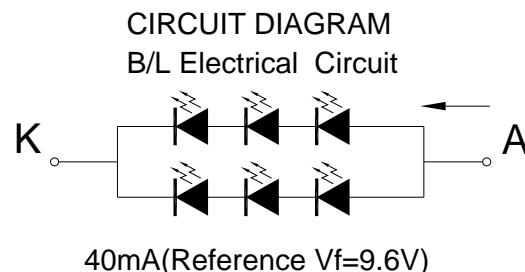 CIRCUIT DIAGRAM
B/L Electrical Circuit
K A
40mA(Reference Vf=9.6V)